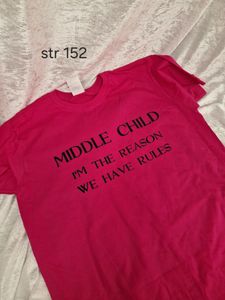 str 152
MIDDLE CHILD
I'M THE REASON
WE HAVE RULES